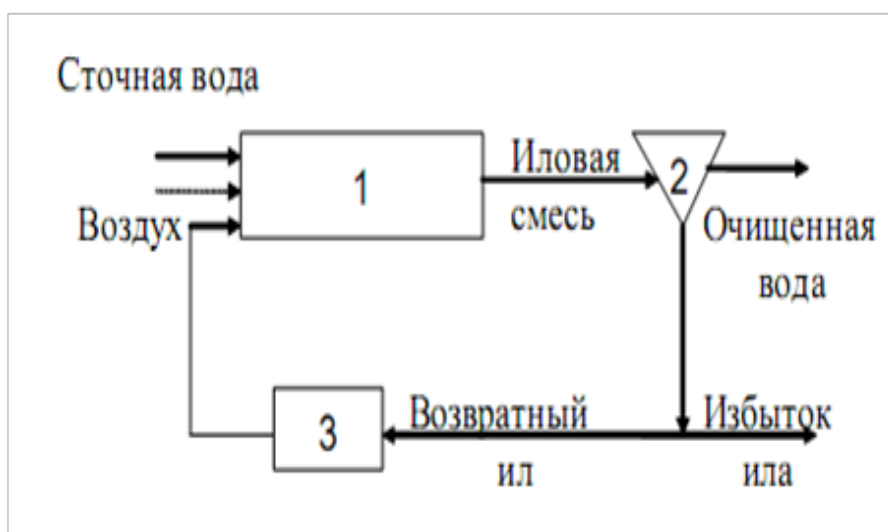 Сточная вода
1
Иловая
смесь
2
Воздух
Очищенная
вода
3
Возвратный
ил
Избыток
ила